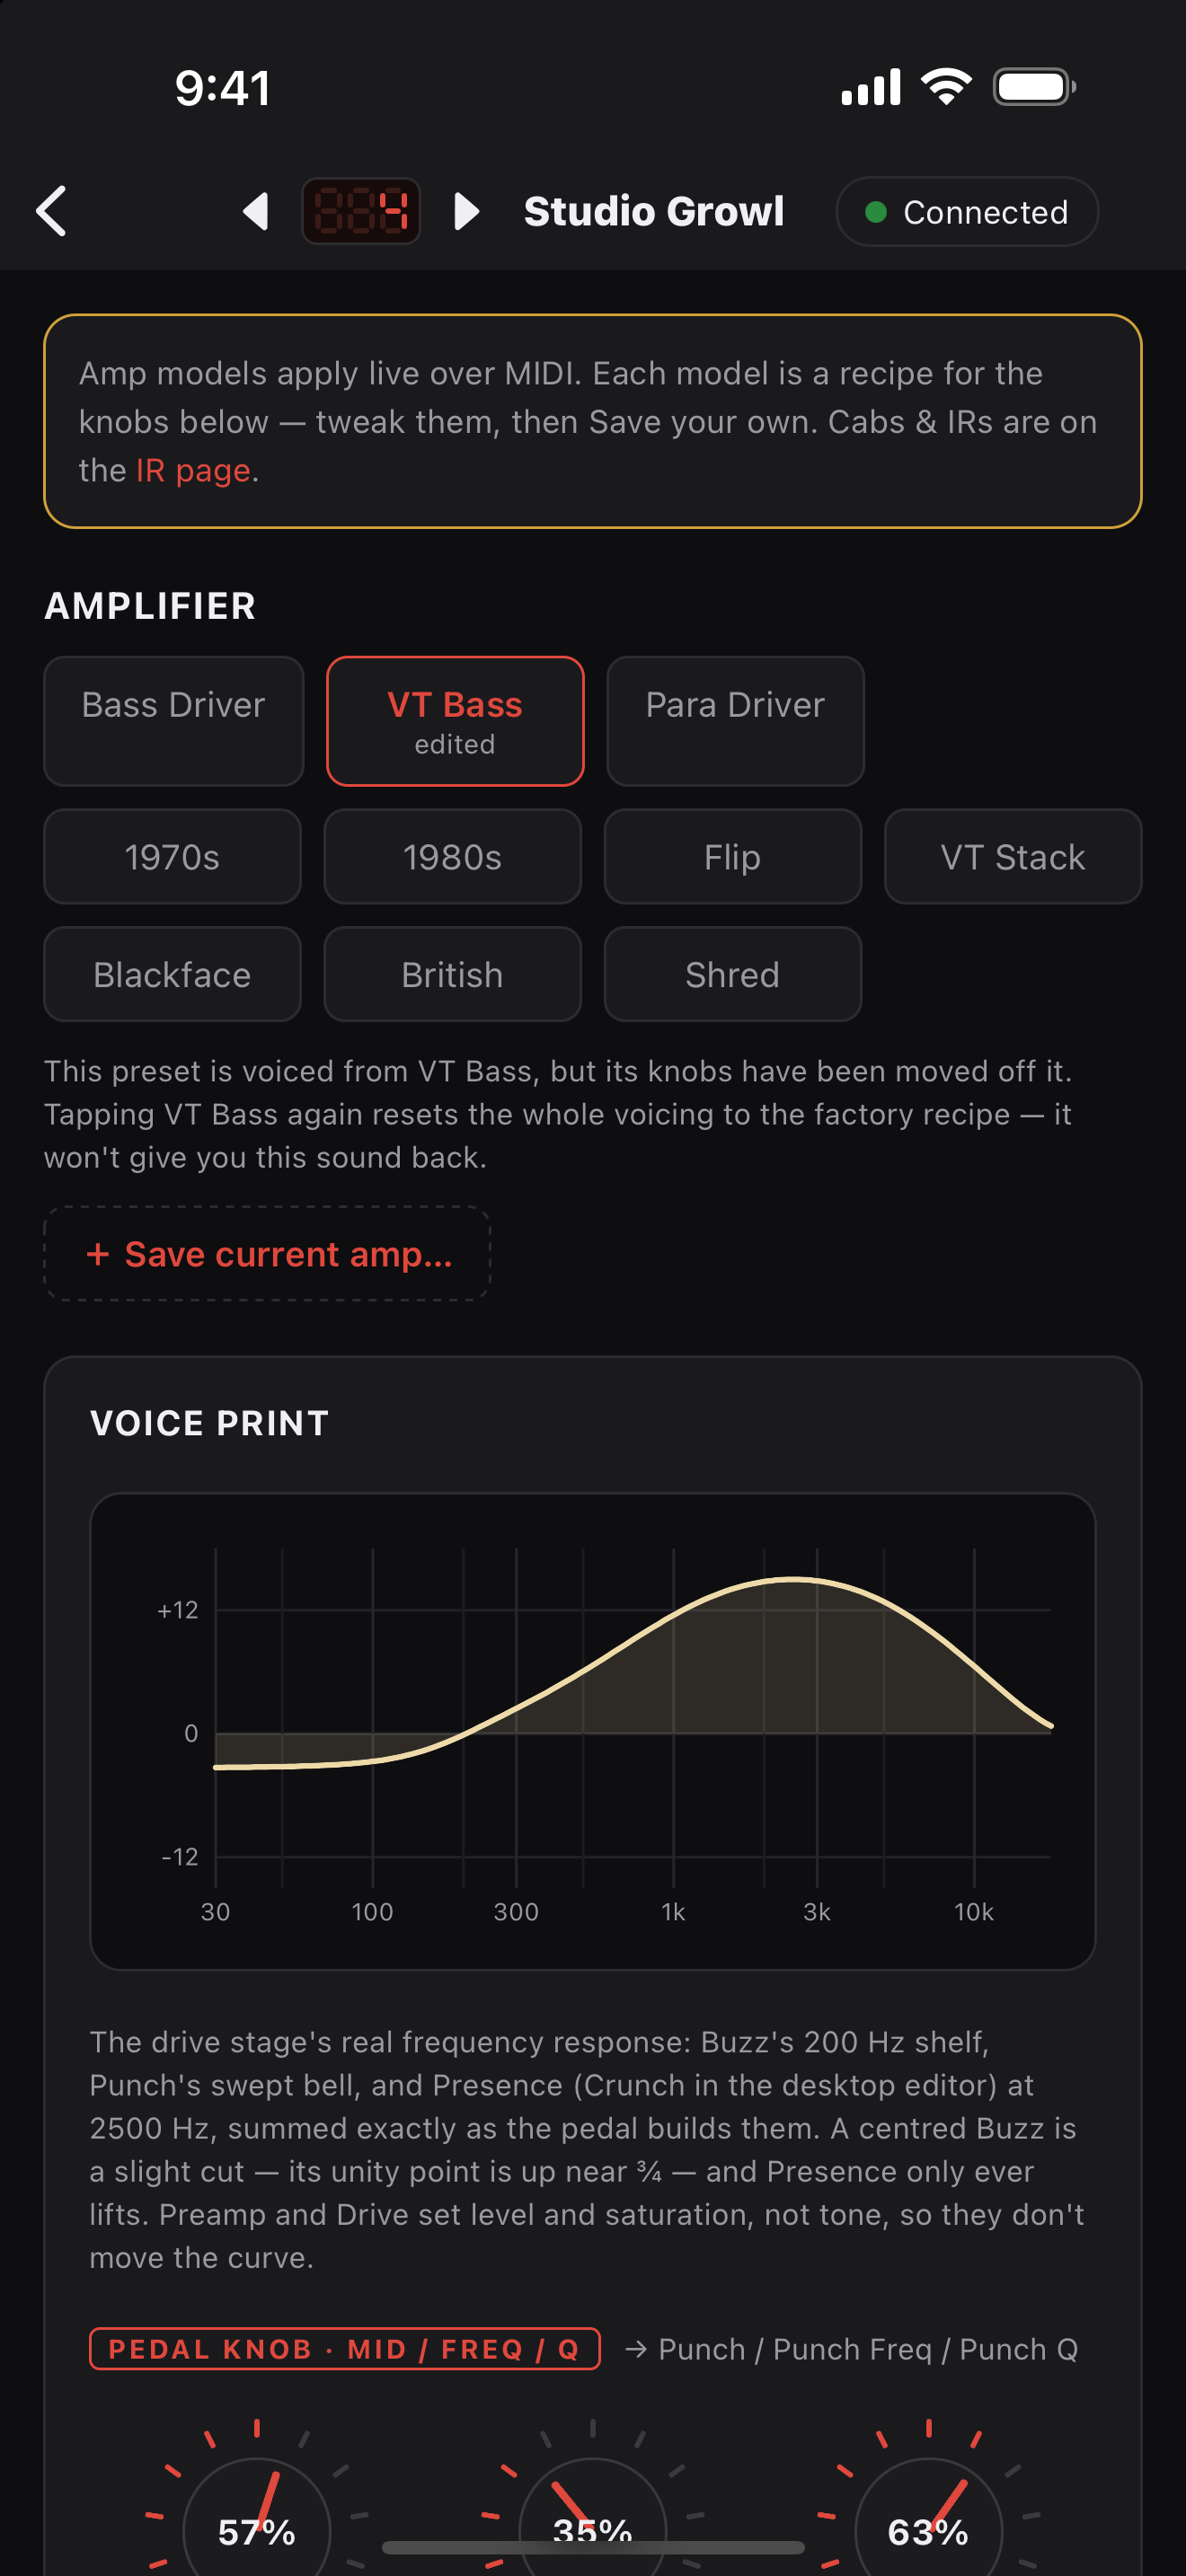 9:41
4
Studio Growl
Connected
Amp models apply live over MIDI. Each model is a recipe for the
knobs below — tweak them, then Save your own. Cabs & IRs are on
the IR page.
AMPLIFIER
Bass Driver
VT Bass
edited
Para Driver
1970s
1980s
Flip
VT Stack
Blackface
British
Shred
This preset is voiced from VT Bass, but its knobs have been moved off it.
Tapping VT Bass again resets the whole voicing to the factory recipe — it
won't give you this sound back.
+ Save current amp...
VOICE PRINT
+12
0
-12
30 100 300 1k 3k 10k
The drive stage's real frequency response: Buzz's 200 Hz shelf,
Punch's swept bell, and Presence (Crunch in the desktop editor) at
2500 Hz, summed exactly as the pedal builds them. A centred Buzz is
a slight cut — its unity point is up near ¾ — and Presence only ever
lifts. Preamp and Drive set level and saturation, not tone, so they don't
move the curve.
PEDAL KNOB · MID / FREQ / Q → Punch / Punch Freq / Punch Q
57% 35% 63%